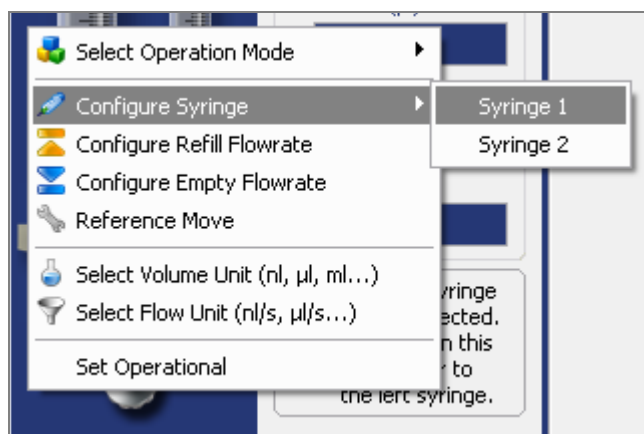 Select Operation Mode
Configure Syringe
Syringe 1
Configure Refill Flowrate
Syringe 2
Configure Empty Flowrate
Reference Move
Select Volume Unit (nl, µl, ml...)
Select Flow Unit (nl/s, µl/s...)
Set Operational
yringe
ected.
n this
to
the left syringe.